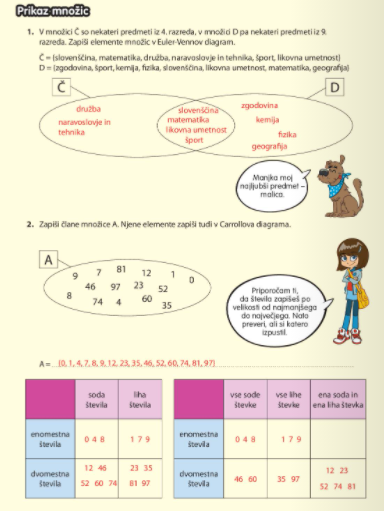 Prikaz množic
1. V množici Č so nekateri predmeti iz 4. razreda, v množici D pa nekateri predmeti iz 9.
razreda. Zapiši elemente množic v Euler-Vennov diagram.
Č = {slovenščina, matematika, družba, naravoslovje in tehnika, šport, likovna umetnost}
D = {zgodovina, šport, kemija, fizika, slovenščina, likovna umetnost, matematika, geografija}
Č D
družba
naravoslovje in
tehnika
slovenščina
matematika
likovna umetnost
šport
zgodovina
kemija
fizika
geografija
Manjka moj
najljubši predmet –
malica.
2. Zapiši člane množice A. Njene elemente zapiši tudi v Carrollova diagrama.
A
9 7 81 12 1 0
46 97 23 52
8 74 4 60 35
Priporočam ti,
da števila zapišeš po
velikosti od najmanjšega
do največjega. Nato
preveri, ali si katero
izpustil.
A = {0, 1, 4, 7, 8, 9, 12, 23, 35, 46, 52, 60, 74, 81, 97}
soda števila liha števila
enomestna števila 0 4 8 1 7 9
dvomestna števila 12 46 52 60 74 23 35 81 97
vse sode števke vse lihe števke ena soda in ena liha števka
enomestna števila 0 4 8 1 7 9
dvomestna števila 46 60 35 97 12 23 52 74 81